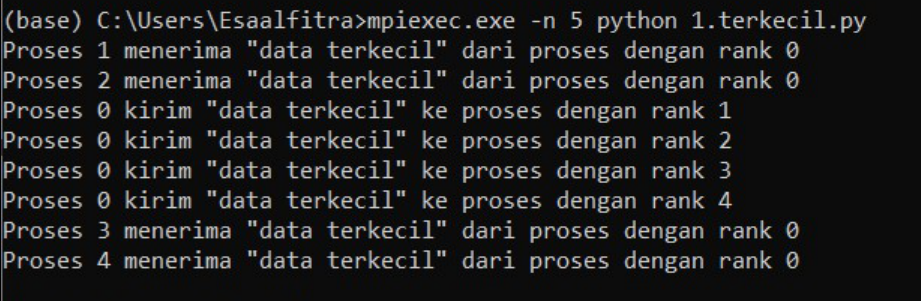 (base) C:\Users\Esaalfitra>mpiexec.exe -n 5 python 1.terkecil.py
Proses 1 menerima "data terkecil" dari proses dengan rank 0
Proses 2 menerima "data terkecil" dari proses dengan rank 0
Proses 0 kirim "data terkecil" ke proses dengan rank 1
Proses 0 kirim "data terkecil" ke proses dengan rank 2
Proses 0 kirim "data terkecil" ke proses dengan rank 3
Proses 0 kirim "data terkecil" ke proses dengan rank 4
Proses 3 menerima "data terkecil" dari proses dengan rank 0
Proses 4 menerima "data terkecil" dari proses dengan rank 0